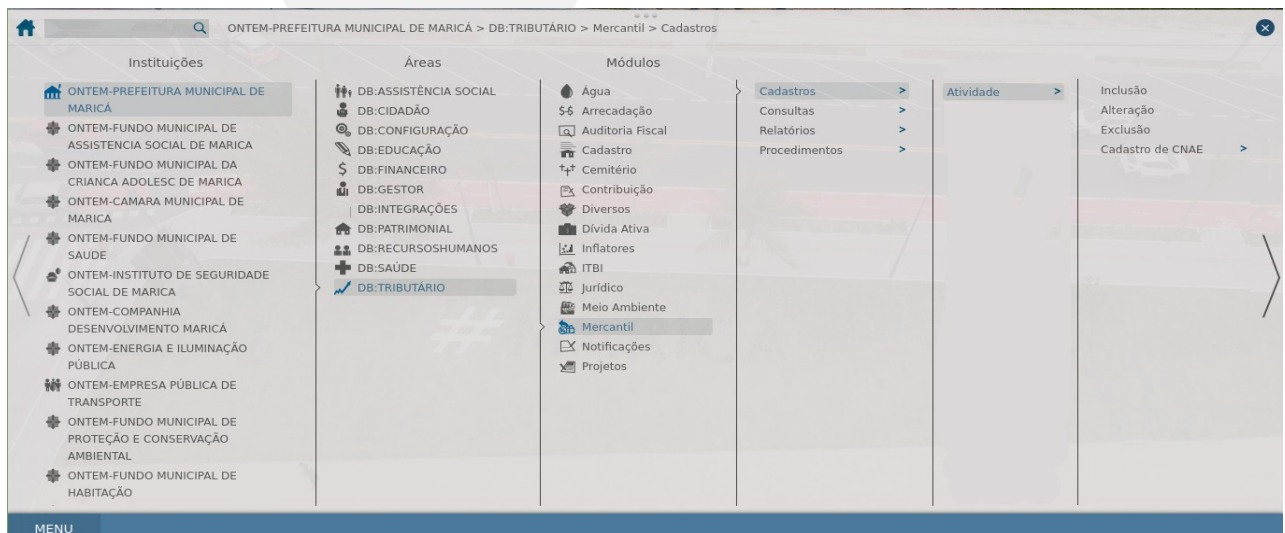 ONTEM-PREFEITURA MUNICIPAL DE MARICÁ > DB:TRIBUTÁRIO > Mercantil > Cadastros
Instituições
ONTEM-PREFEITURA MUNICIPAL DE
MARICÁ
ONTEM-FUNDO MUNICIPAL DE
ASSISTENCIA SOCIAL DE MARICA
ONTEM-FUNDO MUNICIPAL DA
CRIANCA ADOLESC DE MARICA
ONTEM-CAMARA MUNICIPAL DE
MARICA
ONTEM-FUNDO MUNICIPAL DE
SAUDE
ONTEM-INSTITUTO DE SEGURIDADE
SOCIAL DE MARICA
ONTEM-COMPANHIA
DESENVOLVIMENTO MARICÁ
ONTEM-ENERGIA E ILUMINAÇÃO
PÚBLICA
ONTEM-EMPRESA PÚBLICA DE
TRANSPORTE
ONTEM-FUNDO MUNICIPAL DE
PROTEÇÃO E CONSERVAÇÃO
AMBIENTAL
ONTEM-FUNDO MUNICIPAL DE
HABITAÇÃO
Áreas
DB:ASSISTÊNCIA SOCIAL
DB:CIDADÃO
DB:CONFIGURAÇÃO
DB:EDUCAÇÃO
DB:FINANCEIRO
DB:GESTOR
DB:INTEGRAÇÕES
DB:PATRIMONIAL
DB:RECURSOSHUMANOS
DB:SAÚDE
DB:TRIBUTÁRIO
Módulos
Água
Arrecadação
Auditoria Fiscal
Cadastro
Cemitério
Contribuição
Diversos
Dívida Ativa
Inflatores
ITBI
Jurídico
Meio Ambiente
Mercantil
Notificações
Projetos
Cadastros >
Consultas >
Relatórios >
Procedimentos >
Atividade >
Inclusão
Alteração
Exclusão
Cadastro de CNAE >
MENU